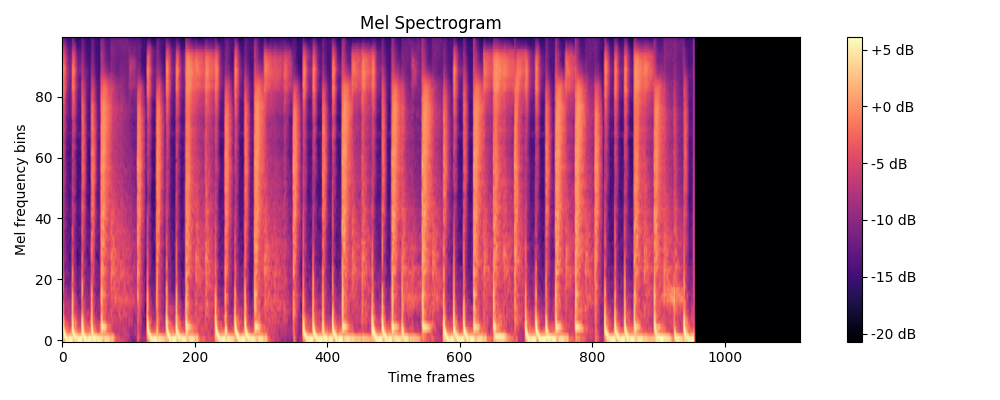 Mel Spectrogram
+5 dB
+0 dB
-5 dB
-10 dB
-15 dB
-20 dB
Mel frequency bins
80
60
40
20
0
0
200
400
600
800
1000
Time frames